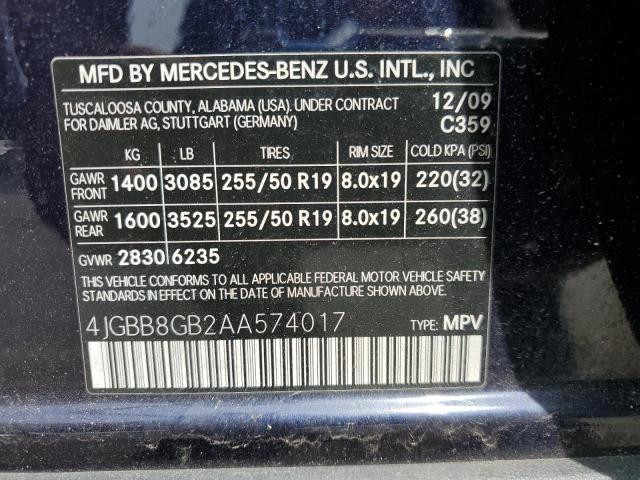 MFD BY MERCEDES-BENZ U.S. INTL., INC
TUSCALOOSA COUNTY, ALABAMA (USA). UNDER CONTRACT 12/09
FOR DAIMLER AG, STUTTGART (GERMANY) C359
KG LB TIRES RIM SIZE COLD KPA (PSI)
GAWR FRONT 1400 3085 255/50 R19 8.0x19 220(32)
GAWR REAR 1600 3525 255/50 R19 8.0x19 260(38)
GVWR 2830 6235
THIS VEHICLE CONFORMS TO ALL APPLICABLE FEDERAL MOTOR VEHICLE SAFETY
STANDARDS IN EFFECT ON THE DATE OF MANUFACTURE SHOWN ABOVE.
4JGBB8GB2AA574017 TYPE: MPV